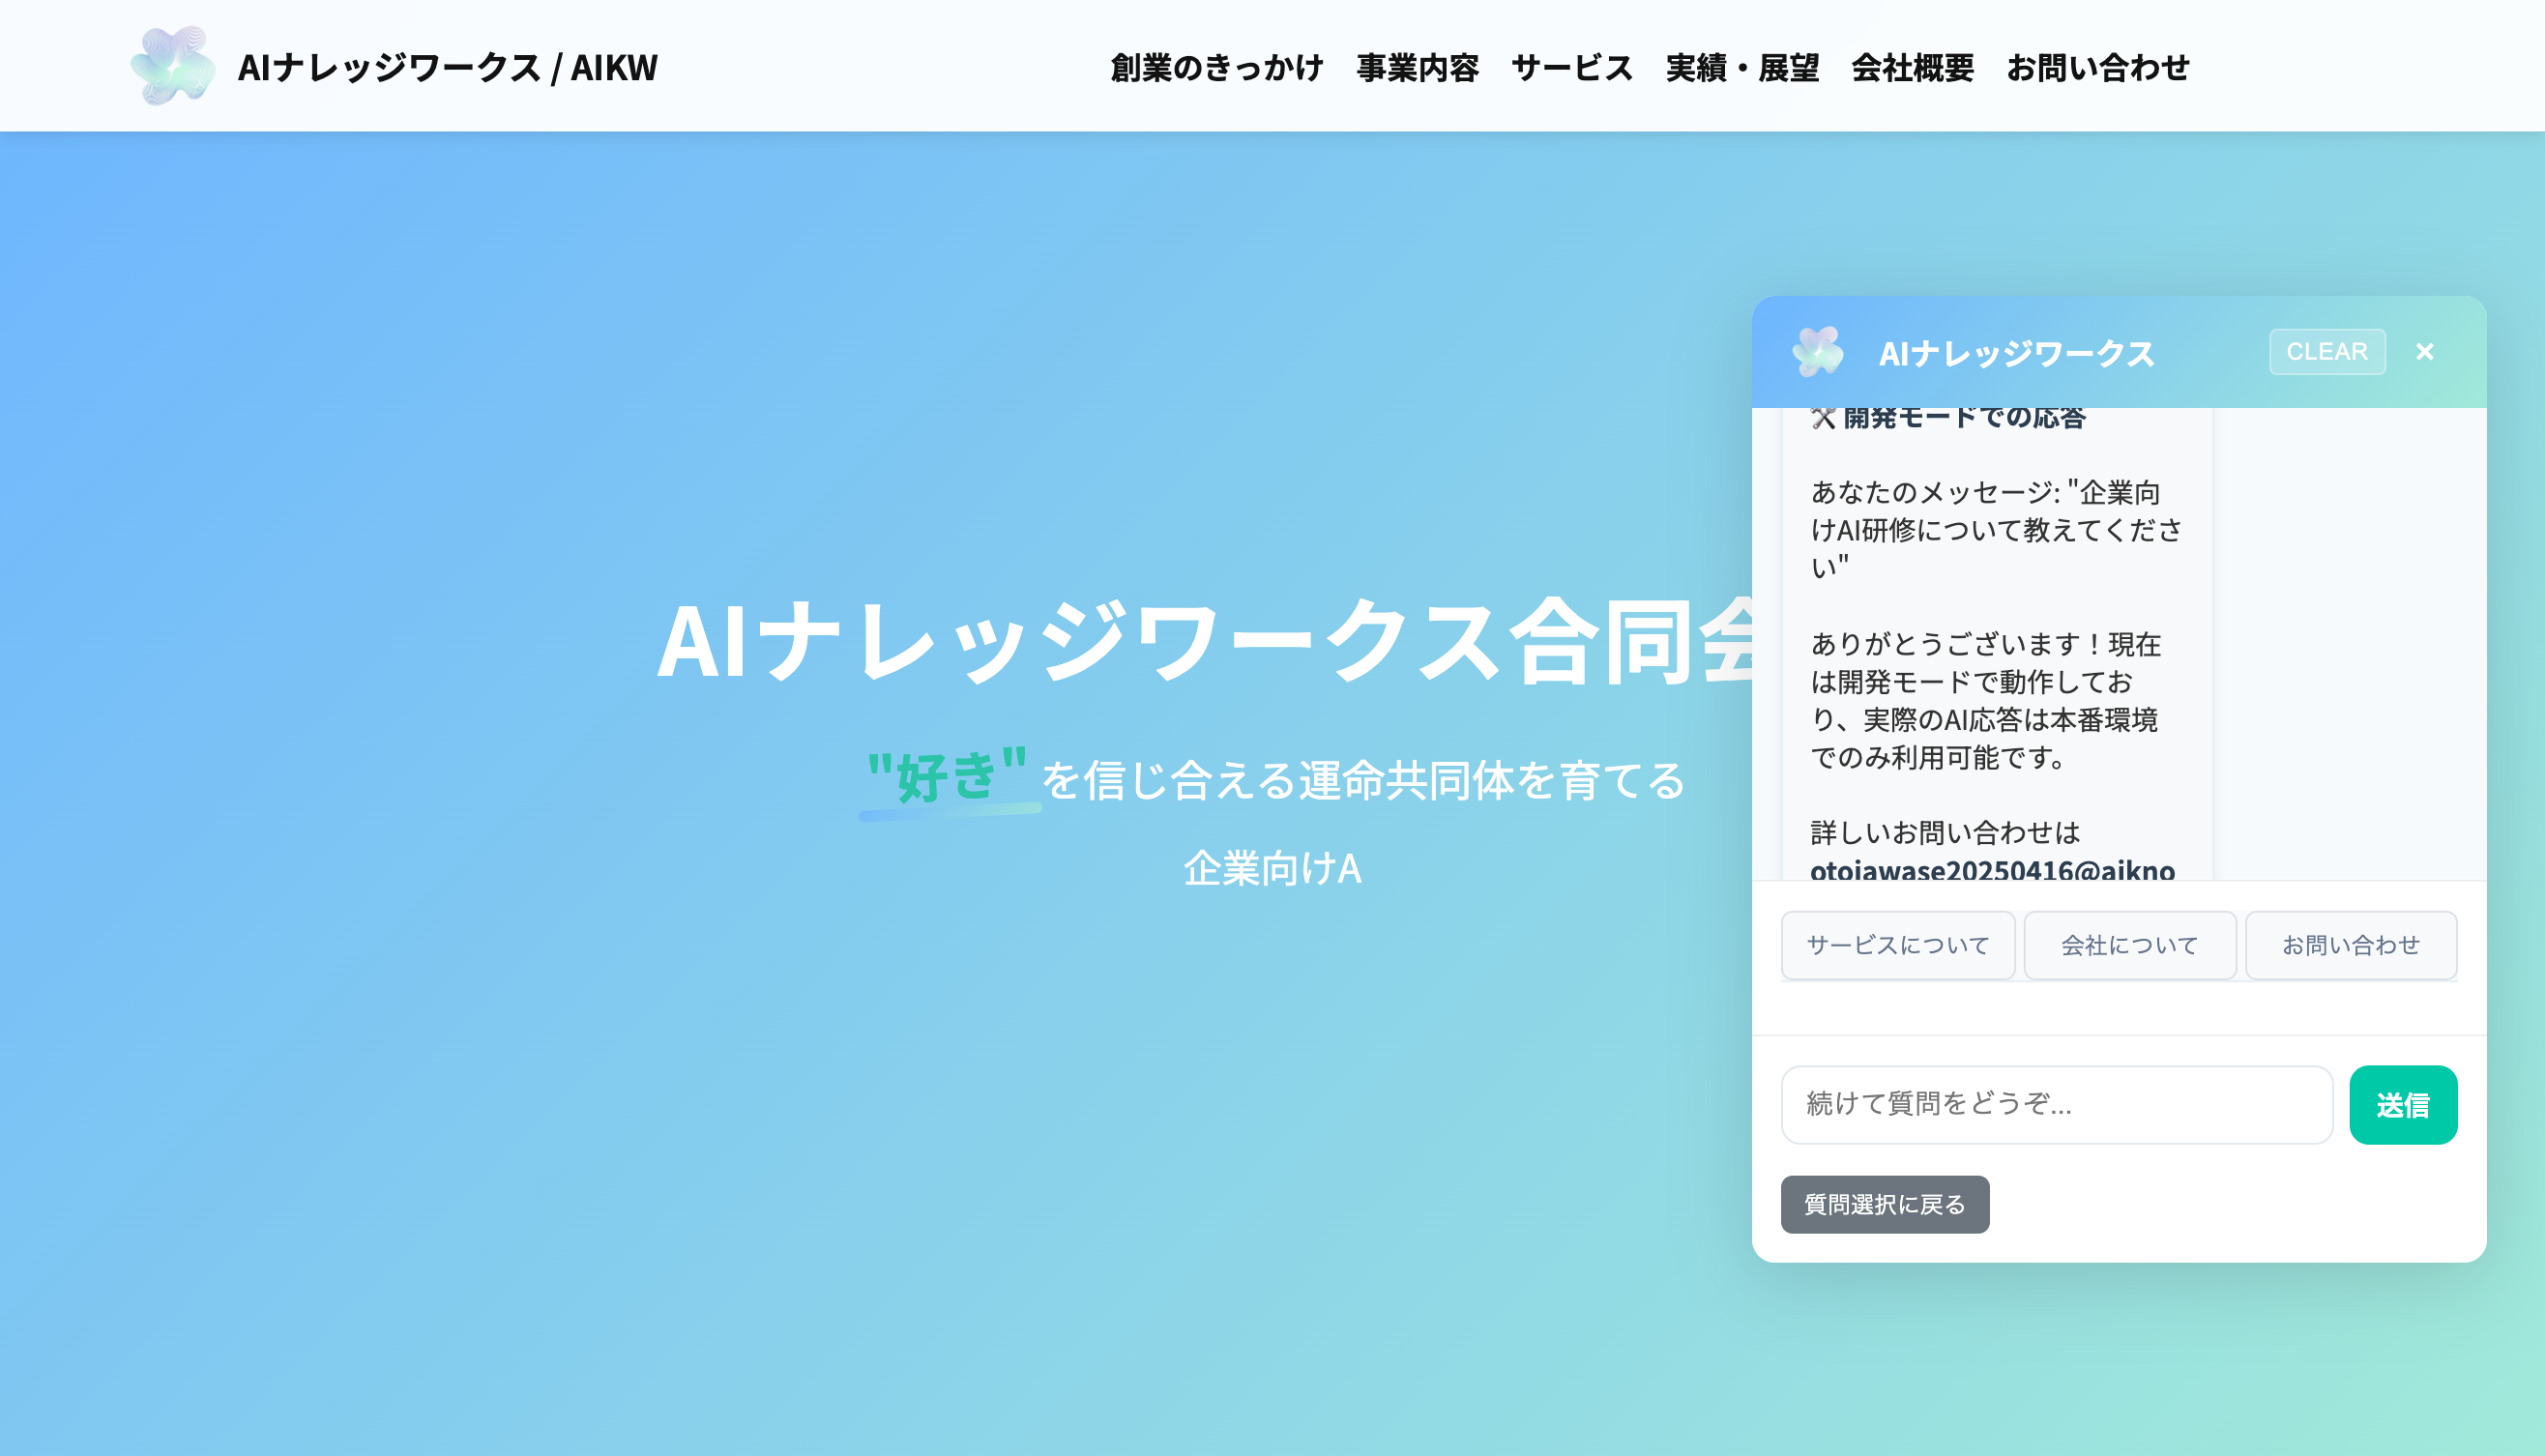 AIナレッジワークス / AIKW
創業のきっかけ 事業内容 サービス 実績・展望 会社概要 お問い合わせ
AIナレッジワークス合同会
"好き" を信じ合える運命共同体を育てる
企業向けA
AIナレッジワークス
CLEAR ×
🛠 開発モードでの応答
あなたのメッセージ: "企業向
けAI研修について教えてくださ
い"
ありがとうございます！現在
は開発モードで動作してお
り、実際のAI応答は本番環境
でのみ利用可能です。
詳しいお問い合わせは
otoiawase20250416@aikno
サービスについて 会社について お問い合わせ
続けて質問をどうぞ...
送信
質問選択に戻る